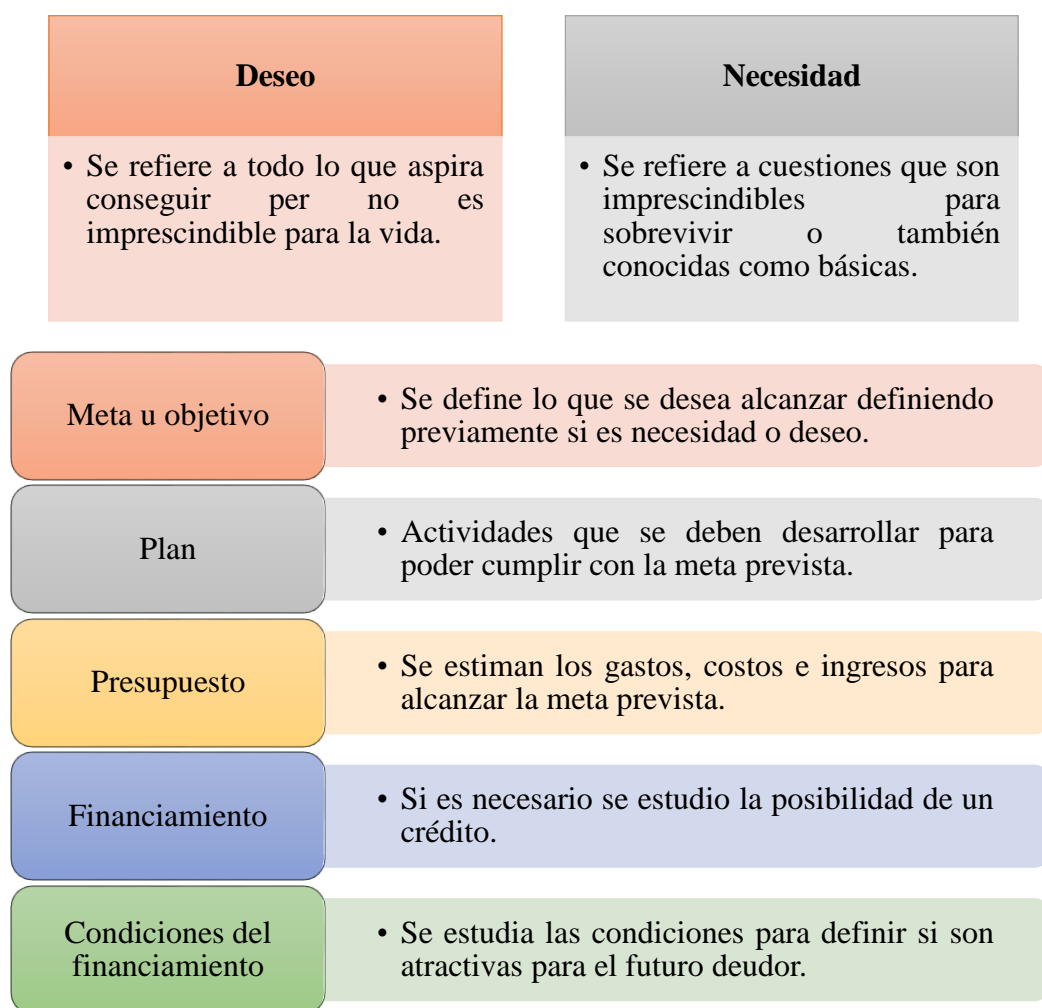 Deseo
• Se refiere a todo lo que aspira
conseguir per no es
imprescindible para la vida.
Necesidad
• Se refiere a cuestiones que son
imprescindibles para
sobrevivir o también
conocidas como básicas.
Meta u objetivo
• Se define lo que se desea alcanzar definiendo
previamente si es necesidad o deseo.
Plan
• Actividades que se deben desarrollar para
poder cumplir con la meta prevista.
Presupuesto
• Se estiman los gastos, costos e ingresos para
alcanzar la meta prevista.
Financiamiento
• Si es necesario se estudio la posibilidad de un
crédito.
Condiciones del
financiamiento
• Se estudia las condiciones para definir si son
atractivas para el futuro deudor.